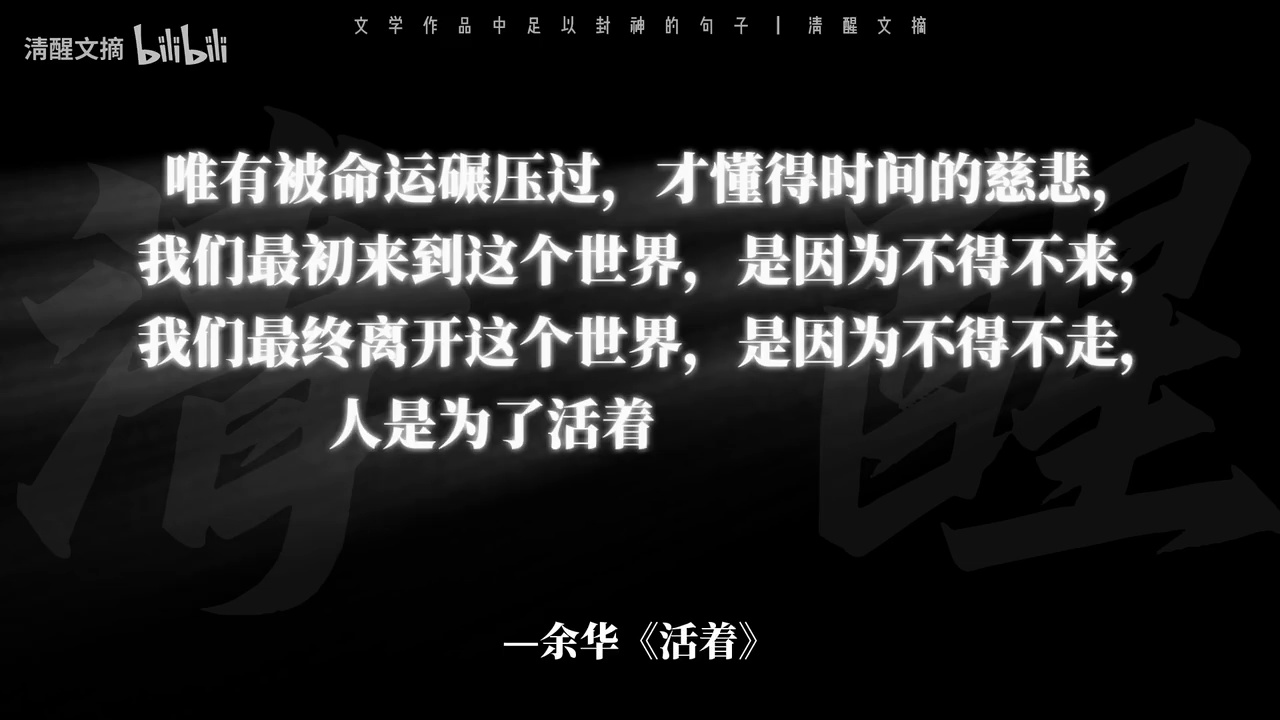 文学作品中足以封神的句子 | 清醒文摘
清醒文摘 bilibili
清醒
唯有被命运碾压过，才懂得时间的慈悲，
我们最初来到这个世界，是因为不得不来，
我们最终离开这个世界，是因为不得不走，
人是为了活着
—余华《活着》